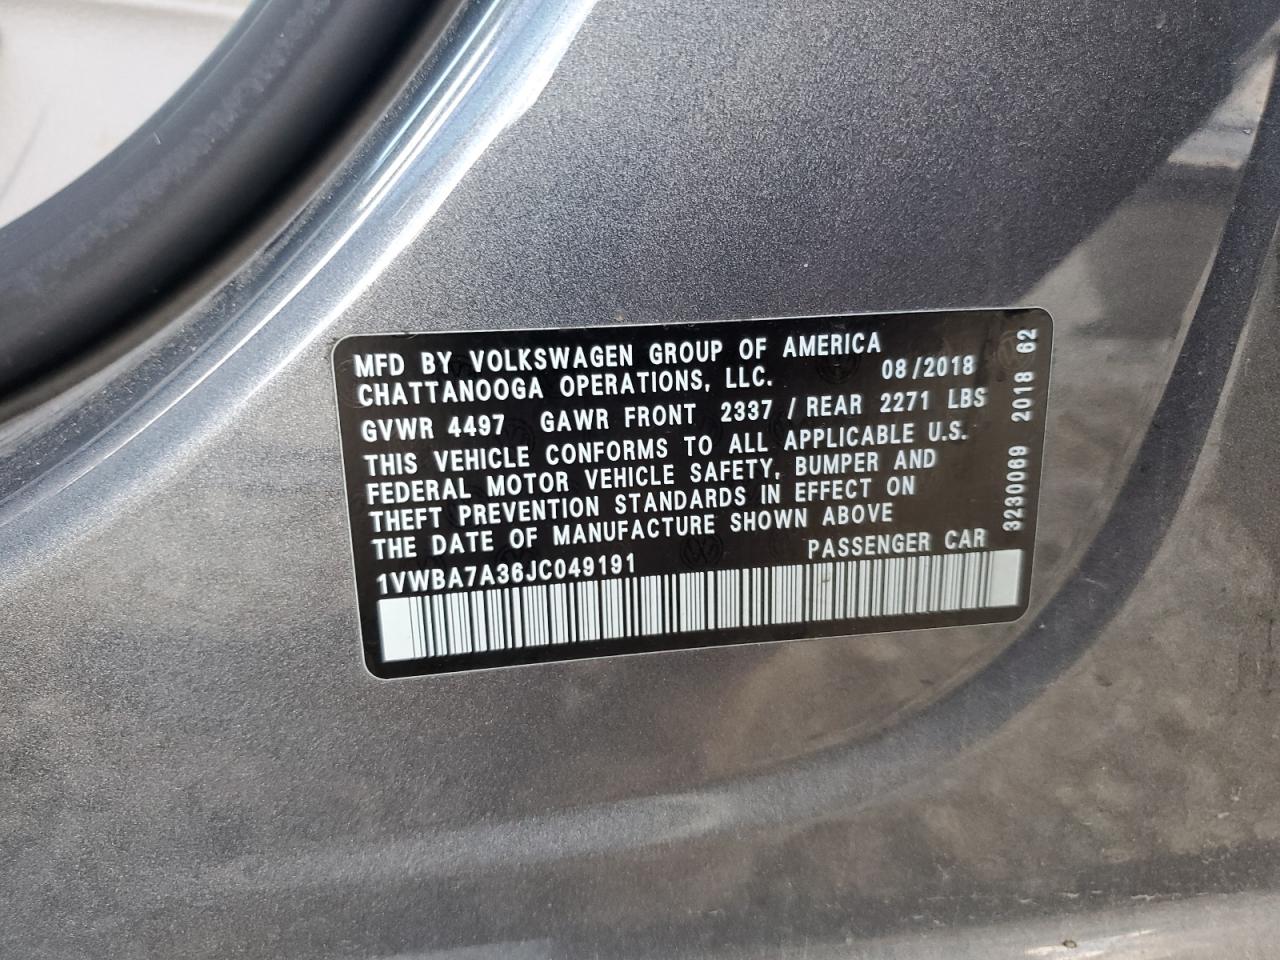 MFD BY VOLKSWAGEN GROUP OF AMERICA
CHATTANOOGA OPERATIONS, LLC. 08/2018
GVWR 4497 GAWR FRONT 2337 / REAR 2271 LBS
THIS VEHICLE CONFORMS TO ALL APPLICABLE U.S.
FEDERAL MOTOR VEHICLE SAFETY, BUMPER AND
THEFT PREVENTION STANDARDS IN EFFECT ON
THE DATE OF MANUFACTURE SHOWN ABOVE
PASSENGER CAR
1VWBA7A36JC049191
3230069 2018 62